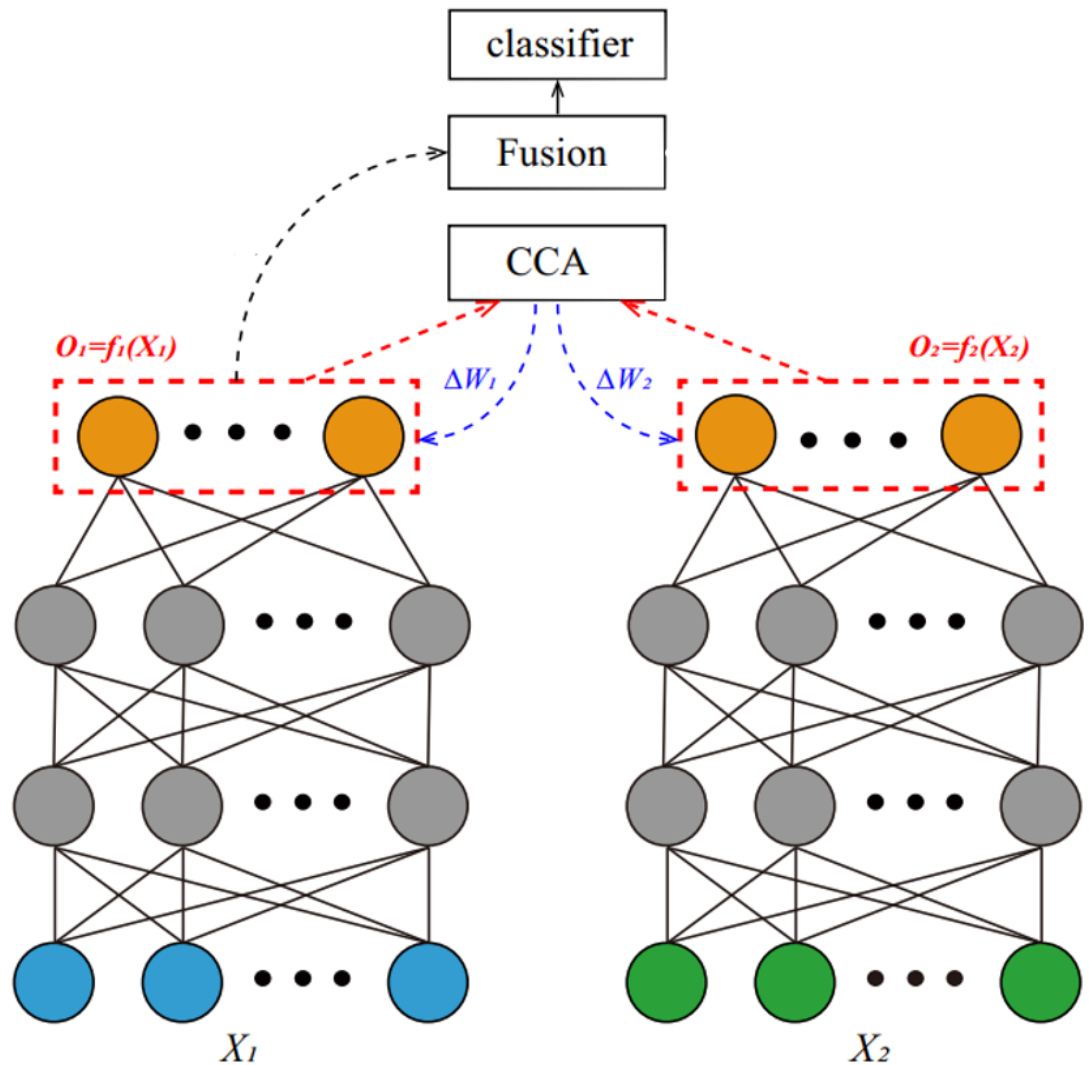 classifier
Fusion
CCA
O₁=f₁(X₁)
O₂=f₂(X₂)
ΔW₁
ΔW₂
X₁
X₂